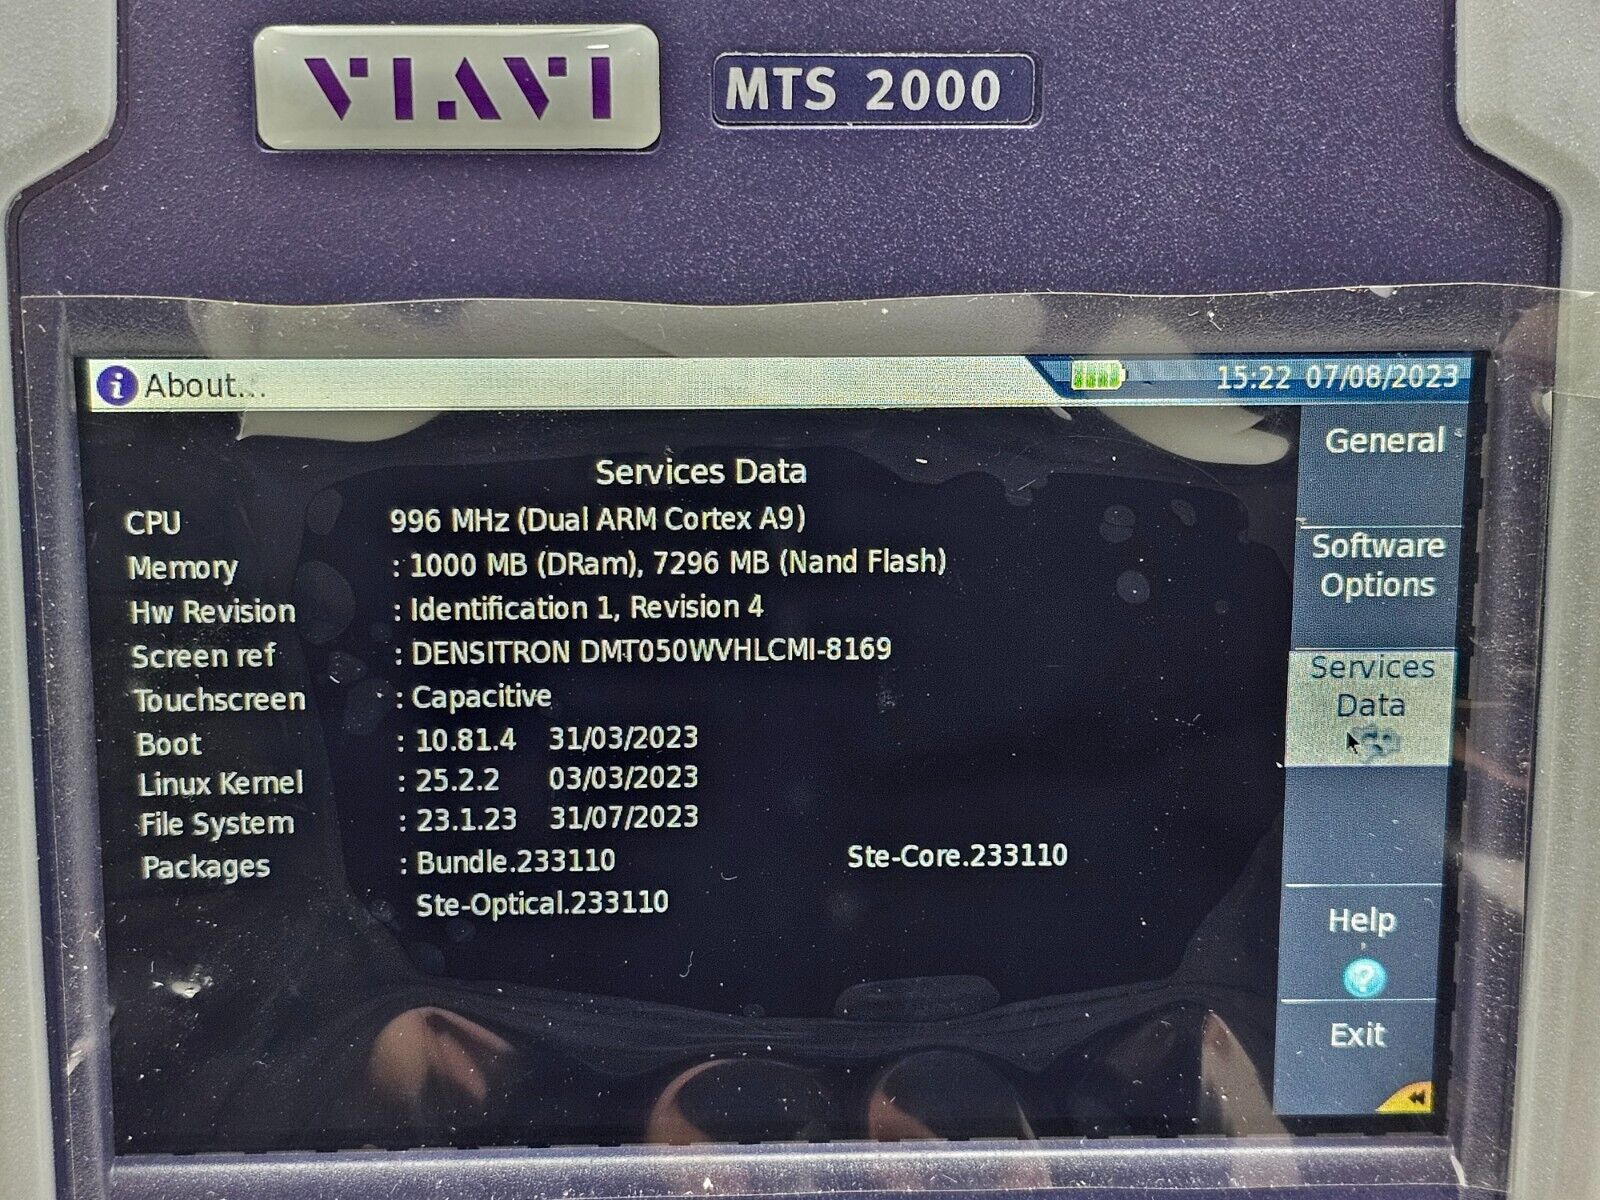 VIAVI
MTS 2000
About...
15:22 07/08/2023
Services Data
CPU 996 MHz (Dual ARM Cortex A9)
Memory : 1000 MB (DRam), 7296 MB (Nand Flash)
Hw Revision : Identification 1, Revision 4
Screen ref : DENSITRON DMT050WVHLCMI-8169
Touchscreen : Capacitive
Boot : 10.81.4 31/03/2023
Linux Kernel : 25.2.2 03/03/2023
File System : 23.1.23 31/07/2023
Packages : Bundle.233110 Ste-Core.233110
Ste-Optical.233110
General
Software
Options
Services
Data
Help
?
Exit